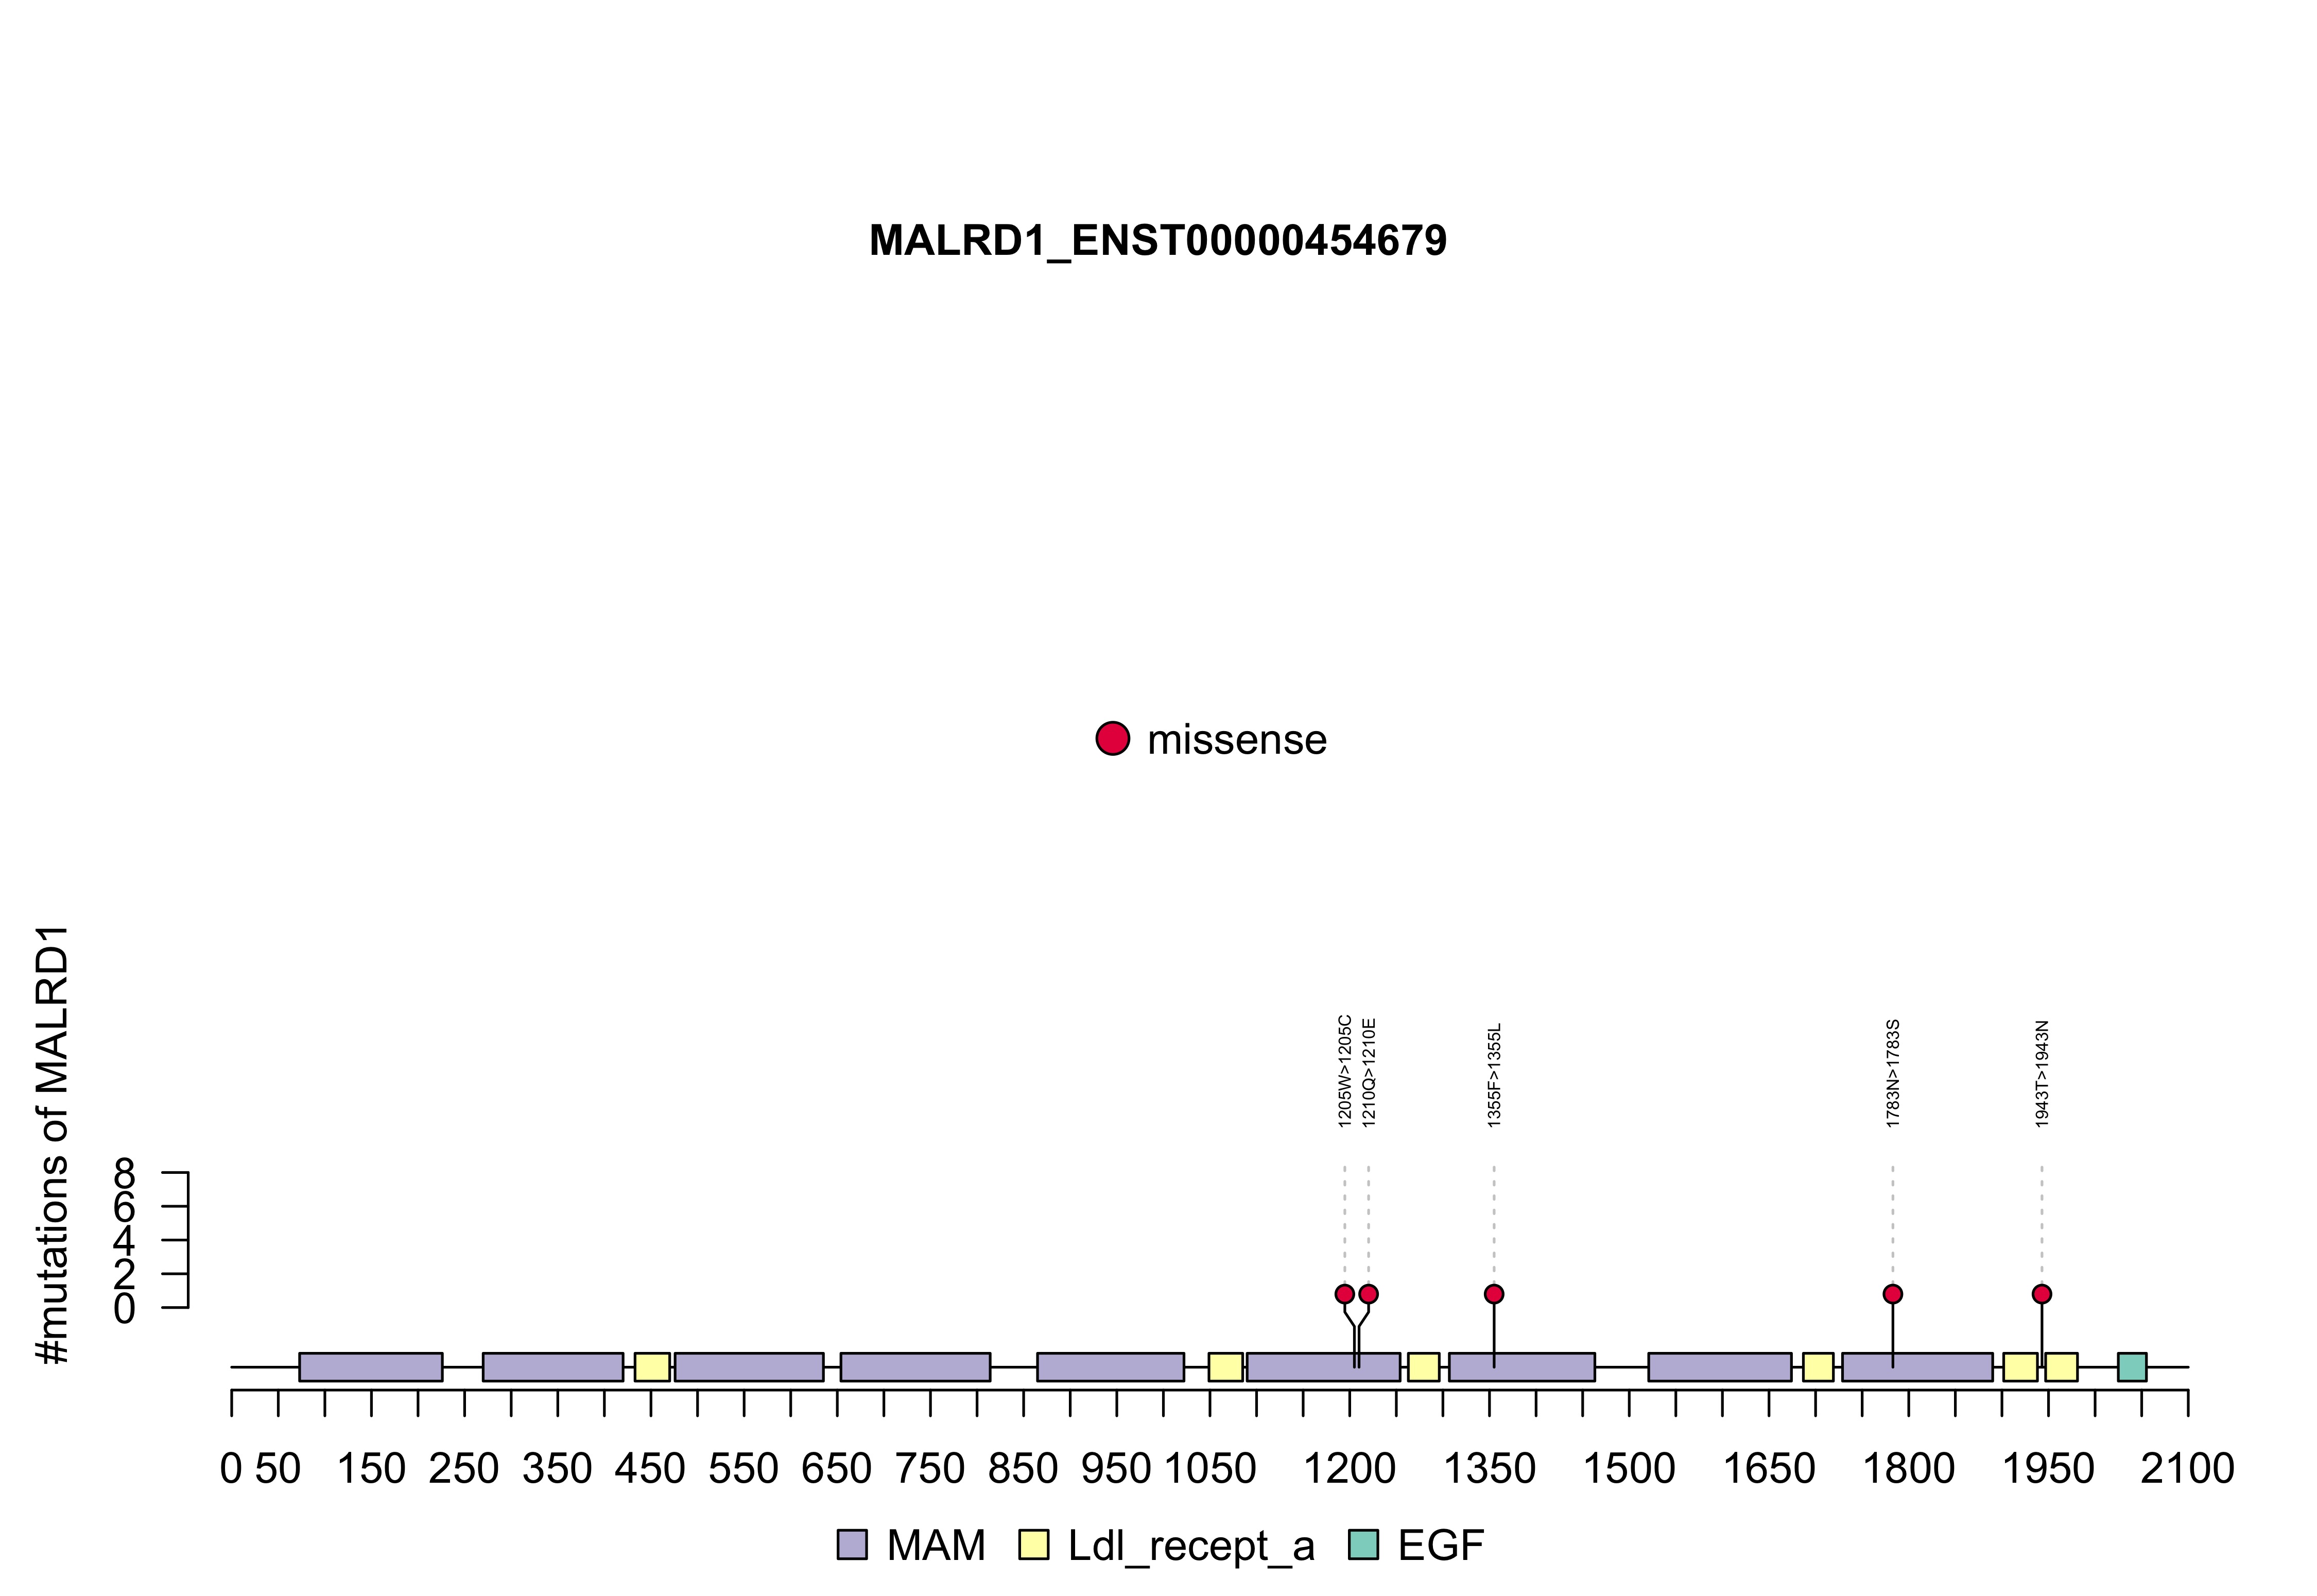 MALRD1_ENST00000454679
missense
#mutations of MALRD1
1205W>1205C
1210Q>1210E
1355F>1355L
1783N>1783S
1943T>1943N
8
6
4
2
0
0 50 150 250 350 450 550 650 750 850 950 1050 1200 1350 1500 1650 1800 1950 2100
MAM Ldl_recept_a EGF